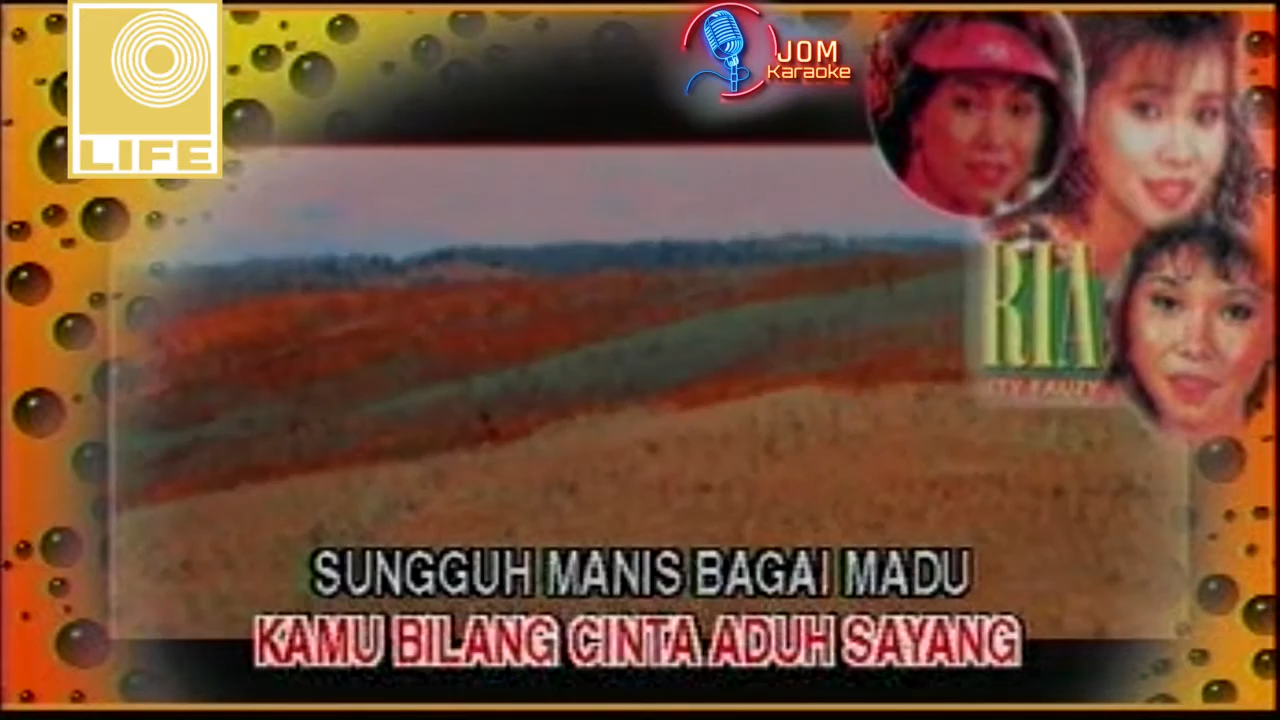 LIFE
JOM
Karaoke
RIA
SUNGGUH MANIS BAGAI MADU
KAMU BILANG CINTA ADUH SAYANG